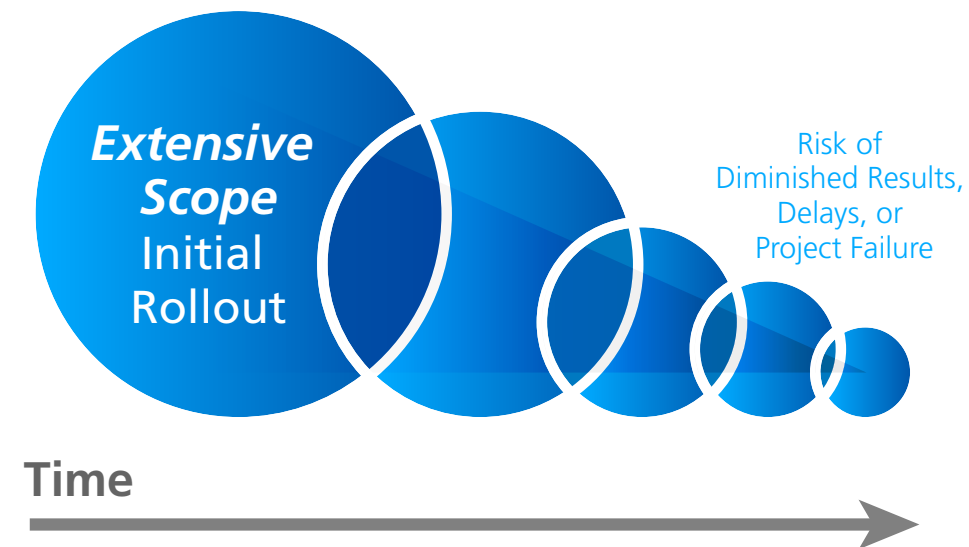 Extensive
Scope
Initial
Rollout
Risk of
Diminished Results,
Delays, or
Project Failure
Time